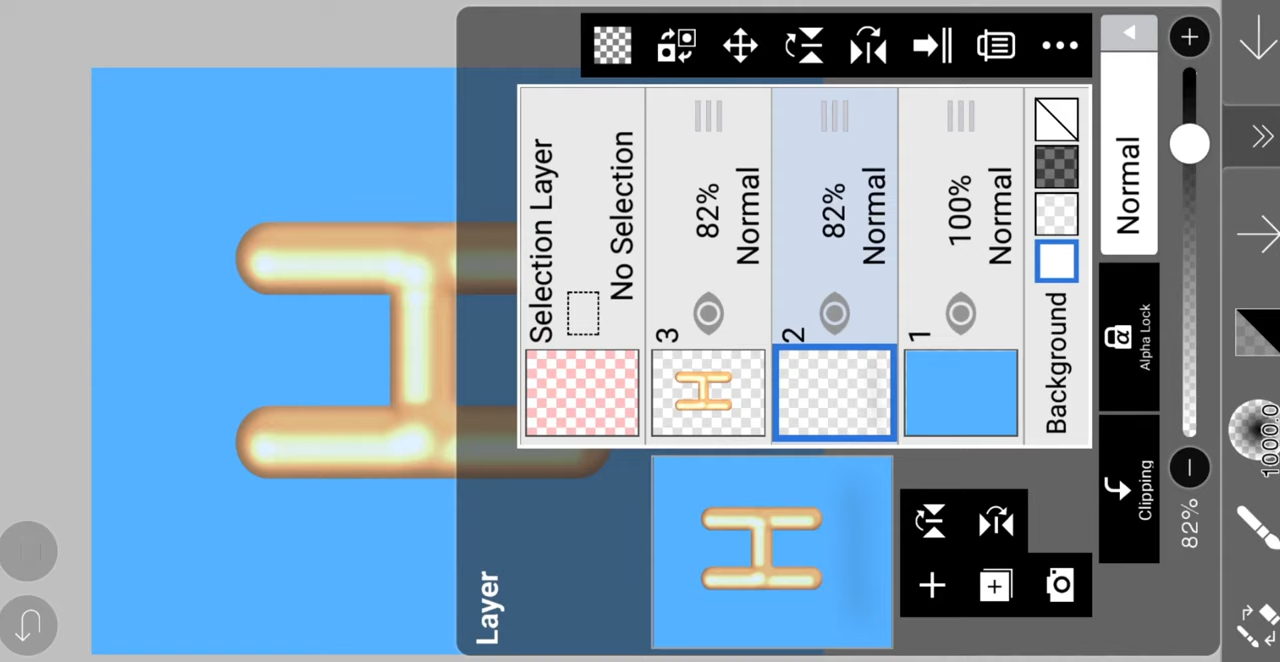 Layer
Selection Layer
No Selection
3
82%
Normal
2
82%
Normal
1
100%
Normal
Background
Normal
α
Alpha Lock
Clipping
82%
1000.0
H